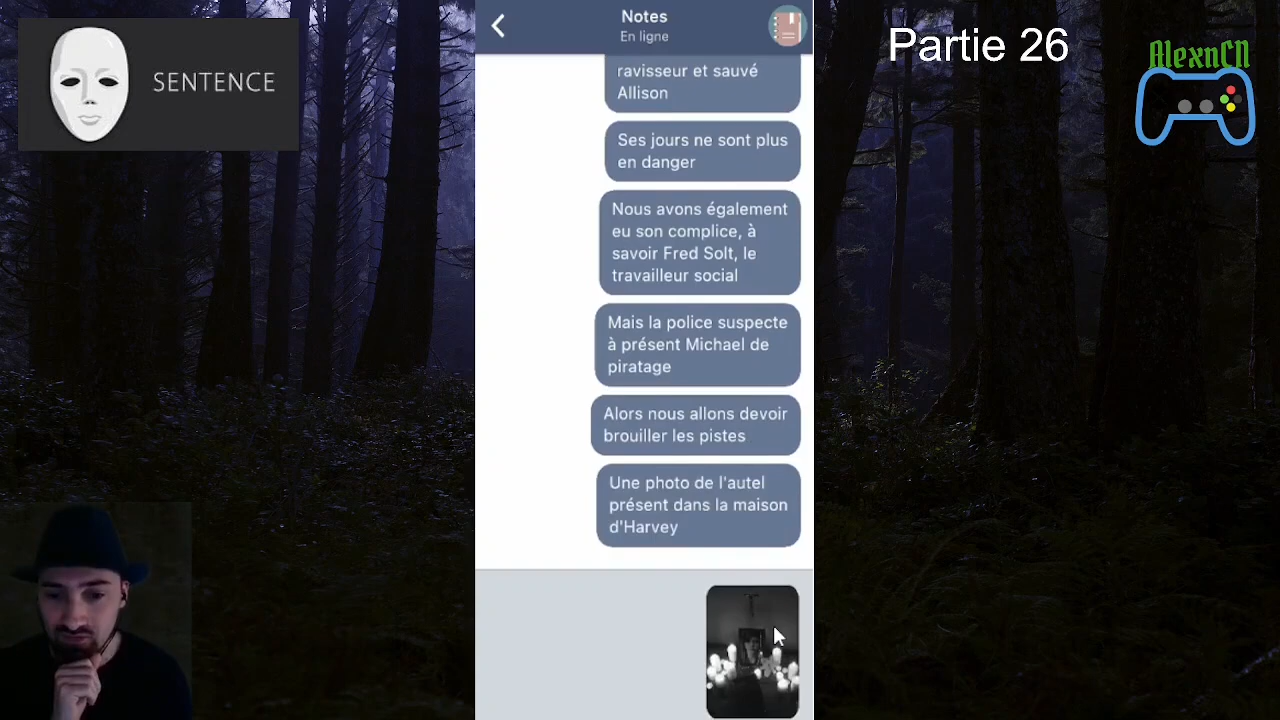 SENTENCE
Notes
En ligne
Partie 26
AlexnCN
ravisseur et sauvé
Allison
Ses jours ne sont plus
en danger
Nous avons également
eu son complice, à
savoir Fred Solt, le
travailleur social
Mais la police suspecte
à présent Michael de
piratage
Alors nous allons devoir
brouiller les pistes
Une photo de l'autel
présent dans la maison
d'Harvey